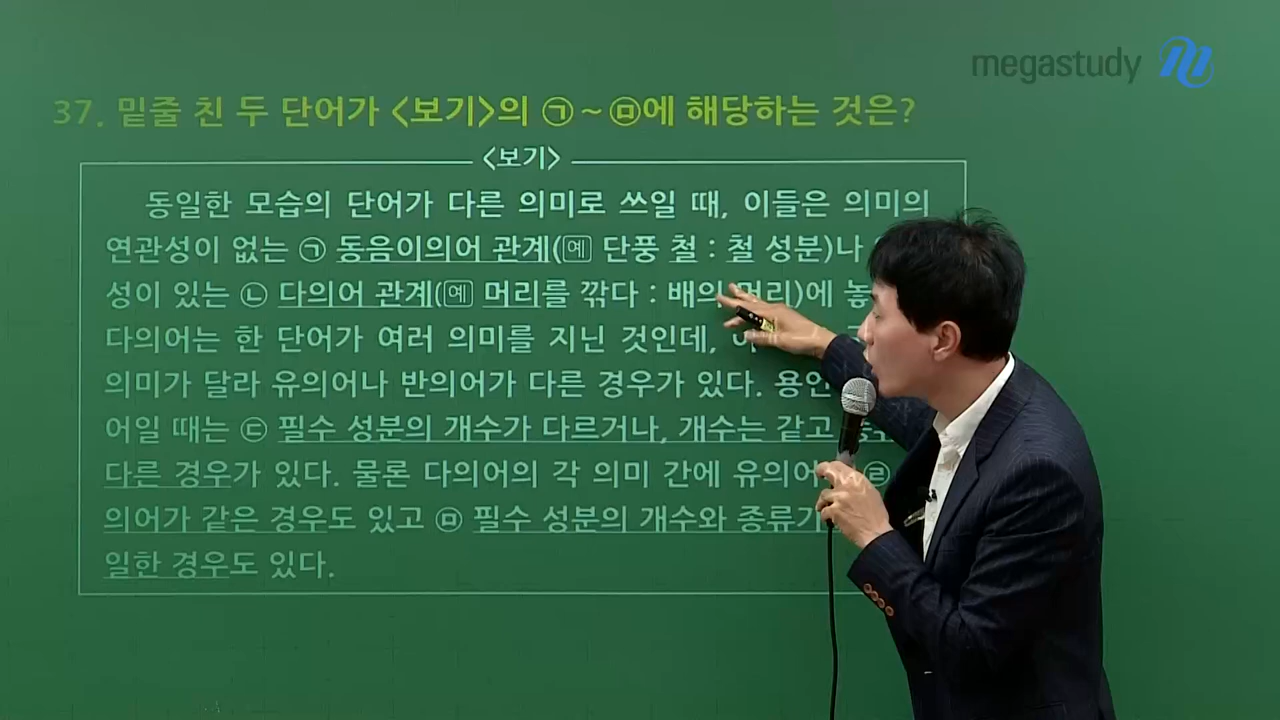 megastudy
37. 밑줄 친 두 단어가 <보기>의 ㉠~㉤에 해당하는 것은?
<보기>
동일한 모습의 단어가 다른 의미로 쓰일 때, 이들은 의미의
연관성이 없는 ㉠ 동음이의어 관계(예 단풍 철 : 철 성분)나
성이 있는 ㉡ 다의어 관계(예 머리를 깎다 : 배의 머리)에
다의어는 한 단어가 여러 의미를 지닌 것인데,
의미가 달라 유의어나 반의어가 다른 경우가 있다.
어일 때는 ㉢ 필수 성분의 개수가 다르거나, 개수는 같고
다른 경우가 있다. 물론 다의어의 각 의미 간에 ㉣
의어가 같은 경우도 있고 ㉤ 필수 성분의 개수와
일한 경우도 있다.